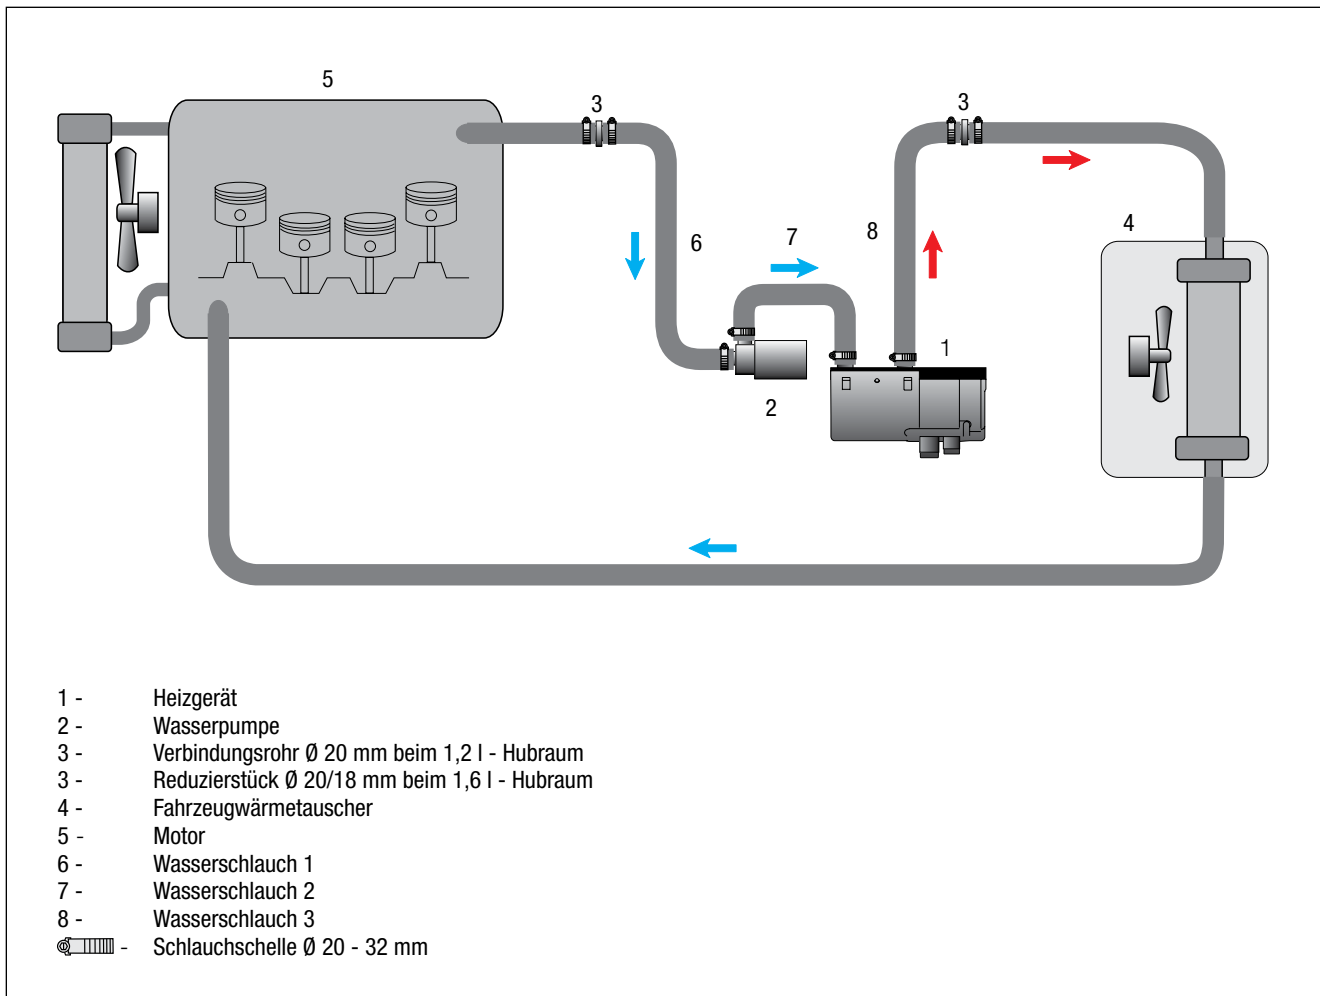 5
3
3
4
6
7
8
1
2
1 - Heizgerät
2 - Wasserpumpe
3 - Verbindungsrohr Ø 20 mm beim 1,2 l - Hubraum
3 - Reduzierstück Ø 20/18 mm beim 1,6 l - Hubraum
4 - Fahrzeugwärmetauscher
5 - Motor
6 - Wasserschlauch 1
7 - Wasserschlauch 2
8 - Wasserschlauch 3
- Schlauchschelle Ø 20 - 32 mm